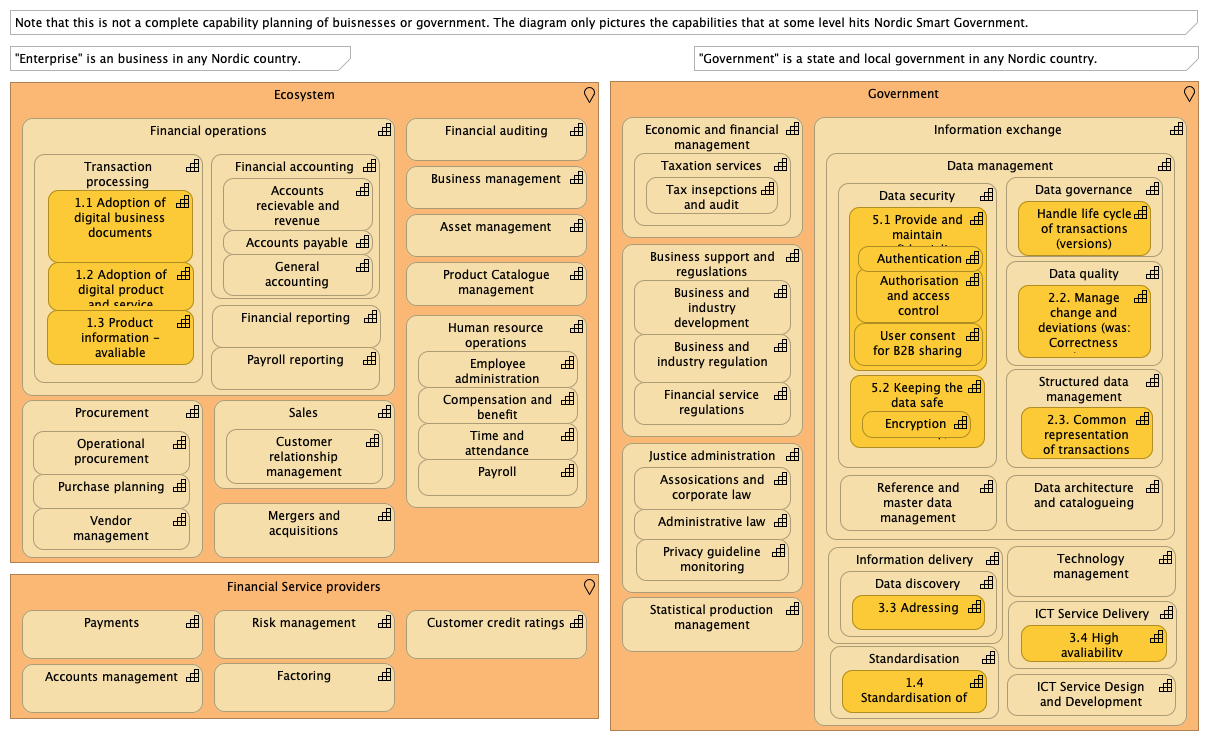 Note that this is not a complete capability planning of buisnesses or government. The diagram only pictures the capabilities that at some level hits Nordic Smart Government.
"Enterprise" is an business in any Nordic country.
"Government" is a state and local government in any Nordic country.
Ecosystem
Financial operations
Transaction
processing
1.1 Adoption of
digital business
documents
1.2 Adoption of
digital product
and service
1.3 Product
information -
avaliable
Financial accounting
Accounts
recievable and
revenue
Accounts payable
General
accounting
Financial reporting
Payroll reporting
Financial auditing
Business management
Asset management
Product Catalogue
management
Human resource
operations
Employee
administration
Compensation and
benefit
Time and
attendance
Payroll
Procurement
Operational
procurement
Purchase planning
Vendor
management
Sales
Customer
relationship
management
Mergers and
acquisitions
Financial Service providers
Payments
Risk management
Customer credit ratings
Accounts management
Factoring
Government
Economic and financial
management
Taxation services
Tax insepctions
and audit
Business support and
reguslations
Business and
industry
development
Business and
industry regulation
Financial service
regulations
Justice administration
Assosications and
corporate law
Administrative law
Privacy guideline
monitoring
Statistical production
management
Information exchange
Data management
Data security
5.1 Provide and
maintain
Authentication
Authorisation
and access
control
User consent
for B2B sharing
5.2 Keeping the
data safe
Encryption
Data governance
Handle life cycle
of transactions
(versions)
Data quality
2.2. Manage
change and
deviations (was:
Correctness
Structured data
management
2.3. Common
representation
of transactions
Reference and
master data
management
Data architecture
and catalogueing
Information delivery
Data discovery
3.3 Adressing
Standardisation
1.4
Standardisation of
Technology
management
ICT Service Delivery
3.4 High
avaliability
ICT Service Design
and Development